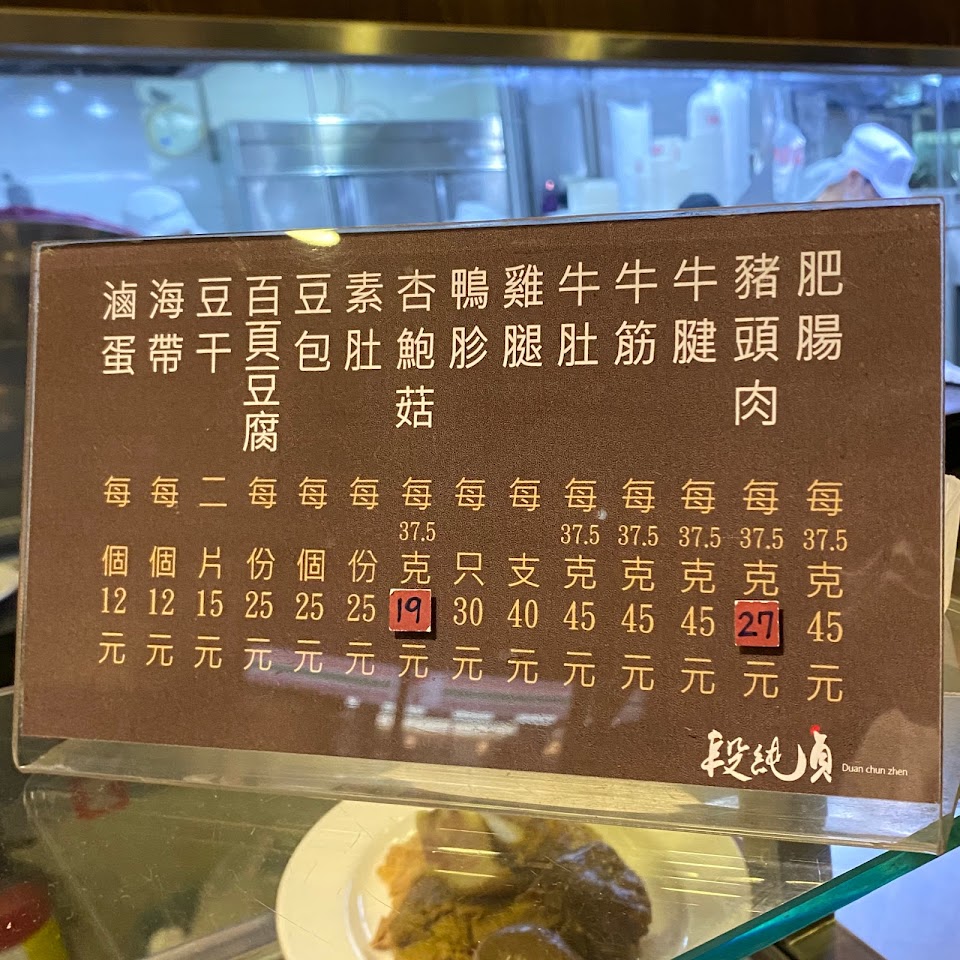 肥腸每37.5克45元
豬頭肉每37.5克27元
牛腱每37.5克45元
牛筋每37.5克45元
牛肚每37.5克45元
雞腿每支40元
鴨胗每只30元
杏鮑菇每37.5克19元
素肚每份25元
豆包每個25元
百頁豆腐每份25元
豆干二片15元
海帶每個12元
滷蛋每個12元
段純貞
Duan chun zhen